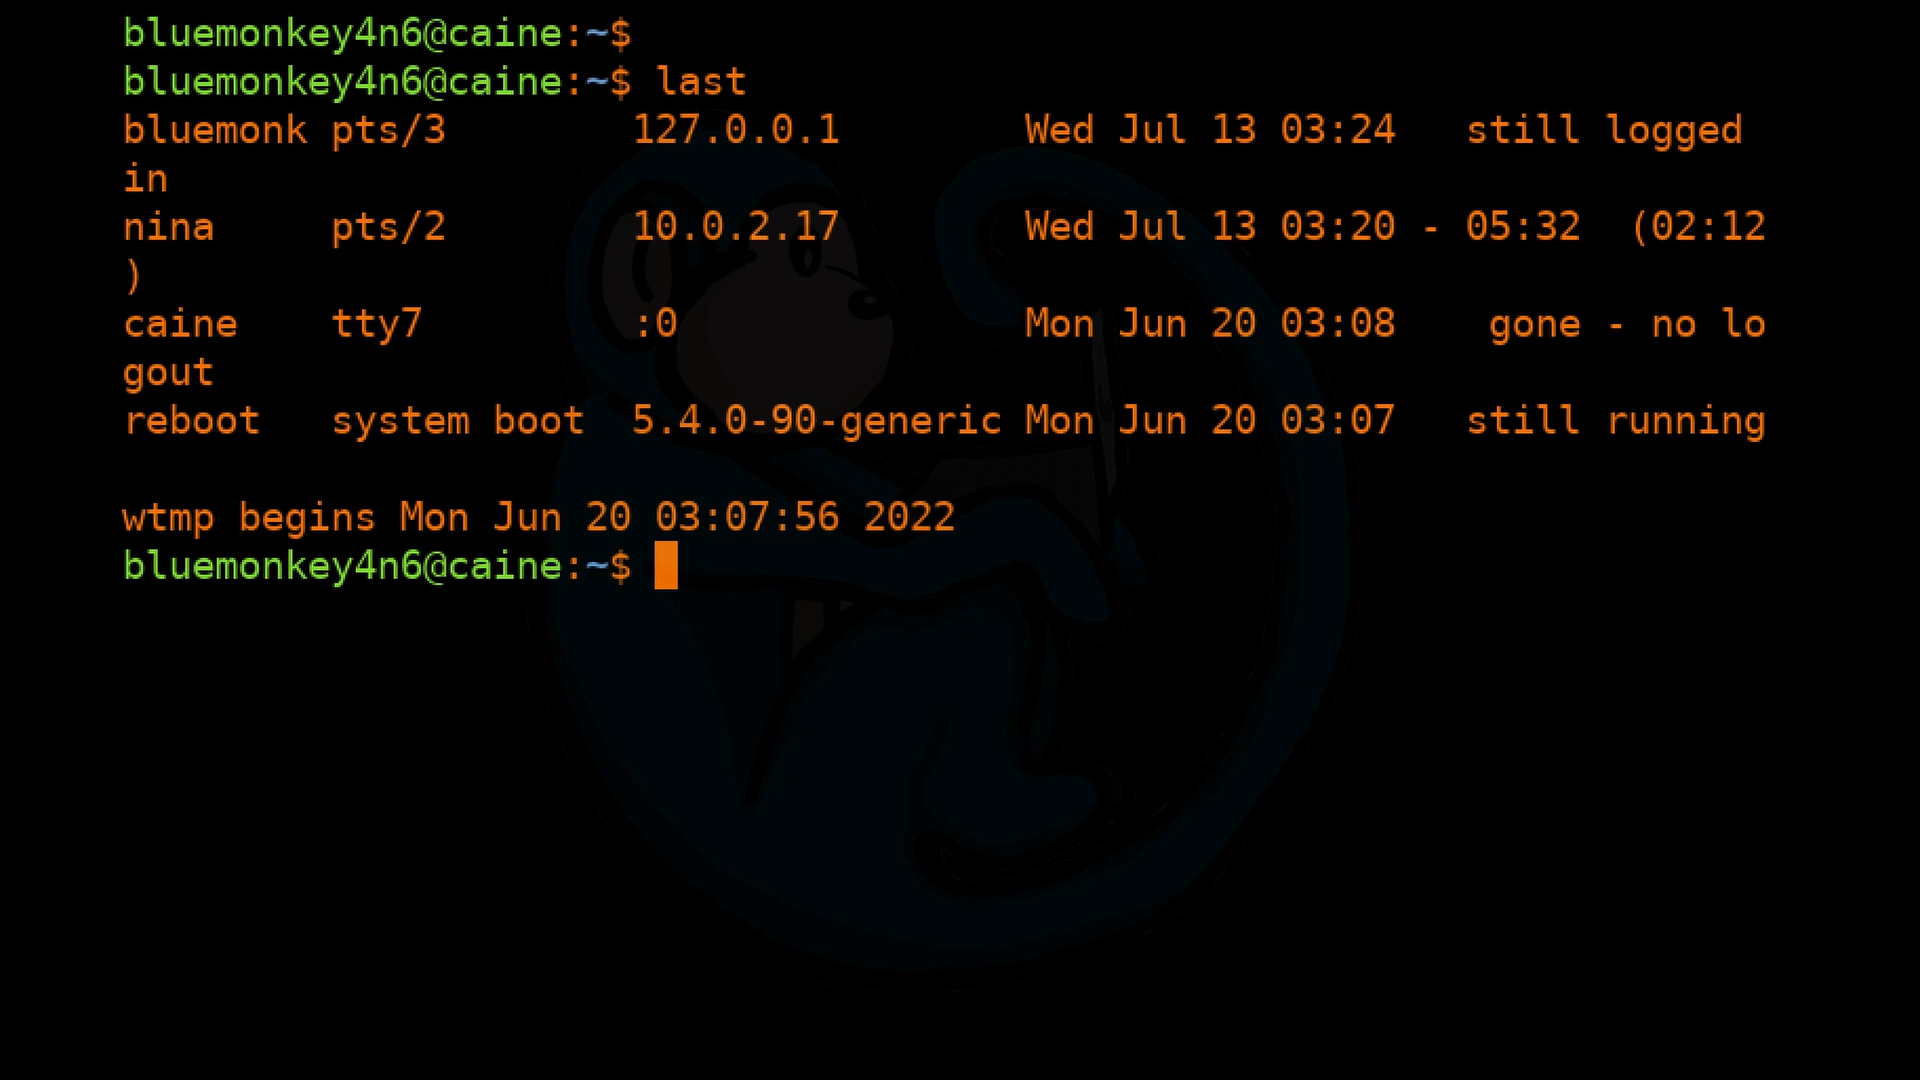 bluemonkey4n6@caine:~$
bluemonkey4n6@caine:~$ last
bluemonk pts/3        127.0.0.1        Wed Jul 13 03:24   still logged
in
nina     pts/2        10.0.2.17        Wed Jul 13 03:20 - 05:32  (02:12
)
caine    tty7         :0               Mon Jun 20 03:08    gone - no lo
gout
reboot   system boot  5.4.0-90-generic Mon Jun 20 03:07   still running

wtmp begins Mon Jun 20 03:07:56 2022
bluemonkey4n6@caine:~$